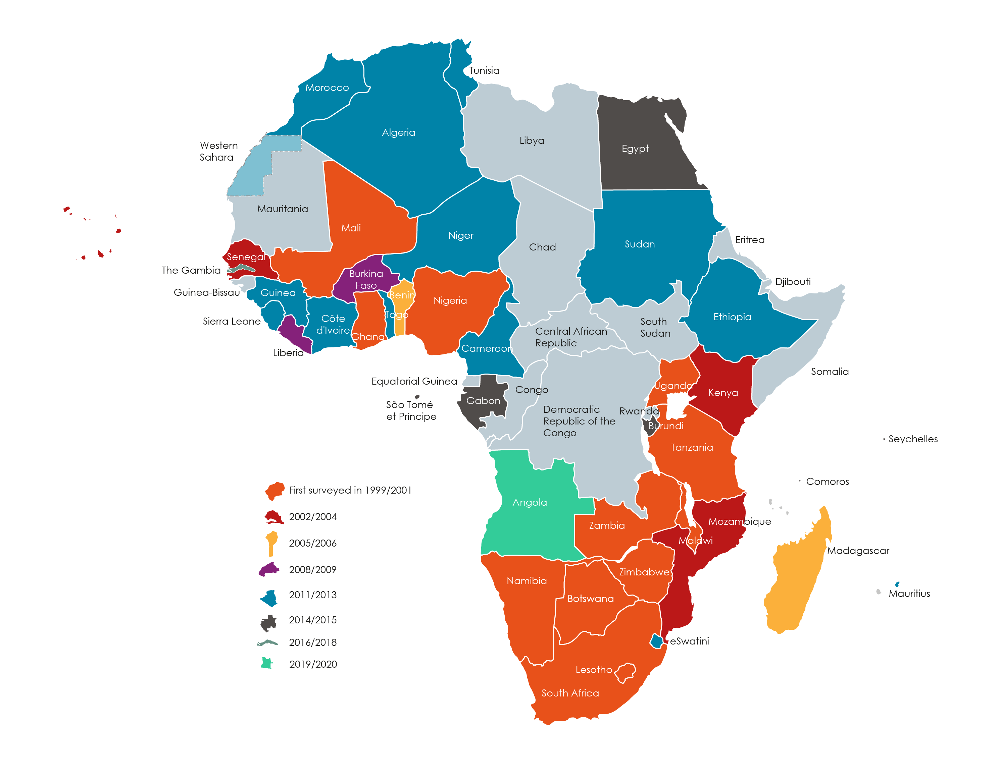 Tunisia
Morocco
Algeria
Libya
Western
Sahara
Egypt
Mauritania
Mali
Niger
Chad
Sudan
Eritrea
Senegal
The Gambia
Burkina
Faso
Djibouti
Guinea-Bissau
Guinea
Benin
Nigeria
Togo
Ethiopia
Sierra Leone
Côte
d'Ivoire
South
Sudan
Central African
Republic
Ghana
Liberia
Cameroon
Somalia
Equatorial Guinea
Uganda
Congo
Kenya
Gabon
São Tomé
et Príncipe
Democratic
Republic of the
Congo
Rwanda
Burundi
Seychelles
Tanzania
Comoros
First surveyed in 1999/2001
Angola
2002/2004
Zambia
Mozambique
Malawi
2005/2006
Madagascar
2008/2009
Zimbabwe
Namibia
Mauritius
2011/2013
Botswana
2014/2015
eSwatini
2016/2018
2019/2020
Lesotho
South Africa